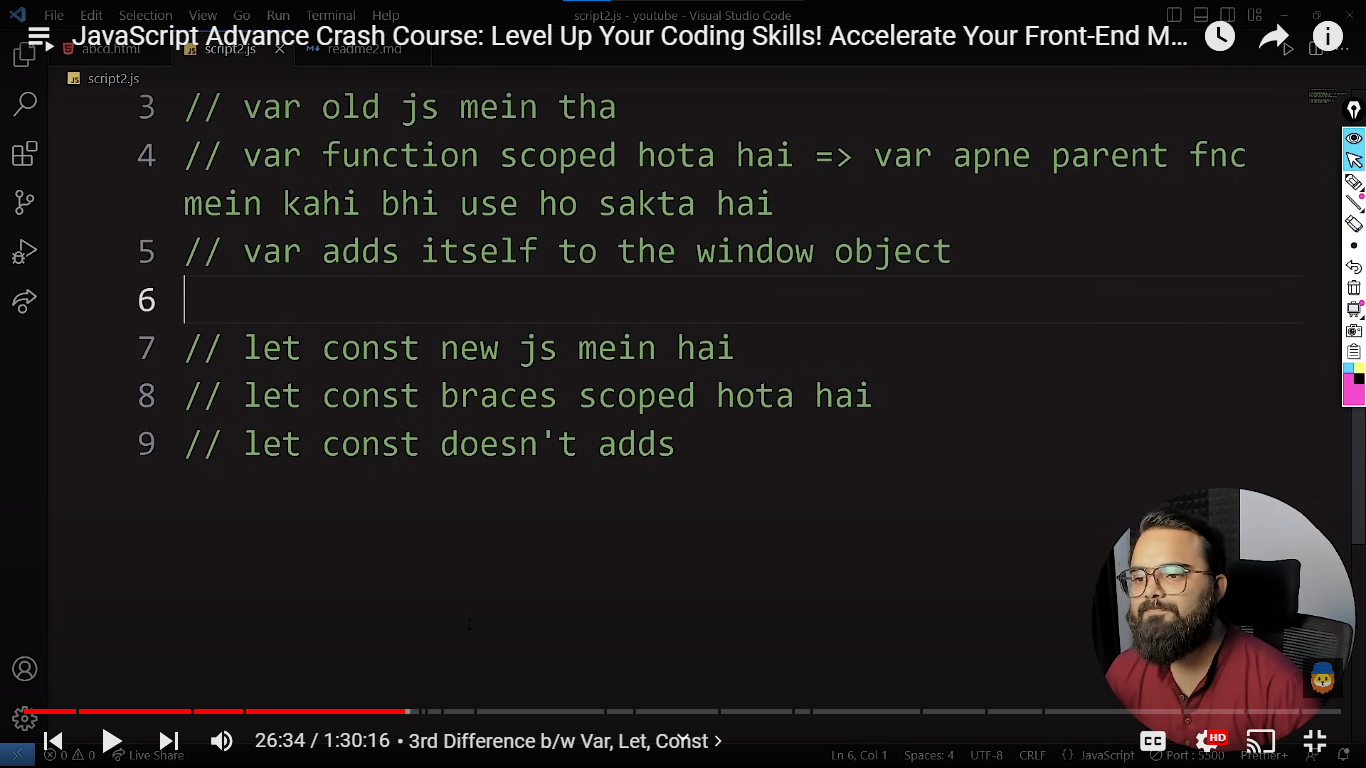 File Edit Selection View Go Run Terminal Help
script2.js - youtube - Visual Studio Code
JavaScript Advance Crash Course: Level Up Your Coding Skills! Accelerate Your Front-End M...
abcd.html script2.js readme2.md
script2.js
3 // var old js mein tha
4 // var function scoped hota hai => var apne parent fnc
mein kahi bhi use ho sakta hai
5 // var adds itself to the window object
6
7 // let const new js mein hai
8 // let const braces scoped hota hai
9 // let const doesn't adds
26:34 / 1:30:16 • 3rd Difference b/w Var, Let, Const >
CC HD
0 0 Live Share Ln 6, Col 1 Spaces: 4 UTF-8 CRLF {} JavaScript Port : 5500 Prettier